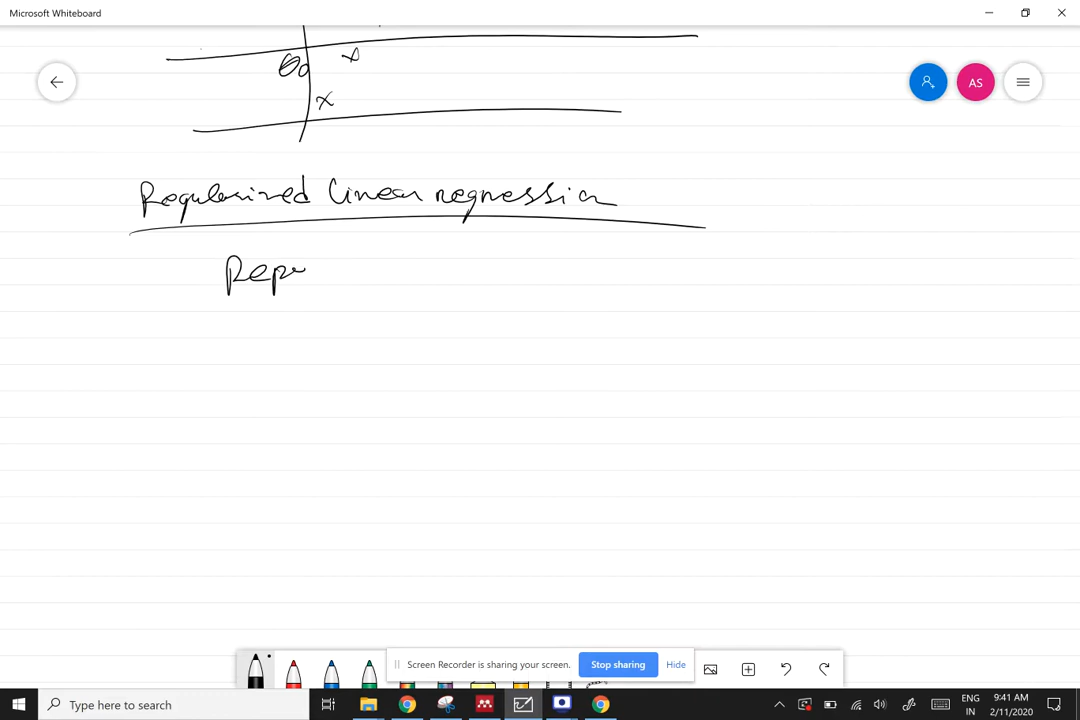 Microsoft Whiteboard
AS
θ₀ x
x
Regularized linear regression
Repe
Screen Recorder is sharing your screen. Stop sharing Hide
Type here to search
ENG
IN
9:41 AM
2/11/2020